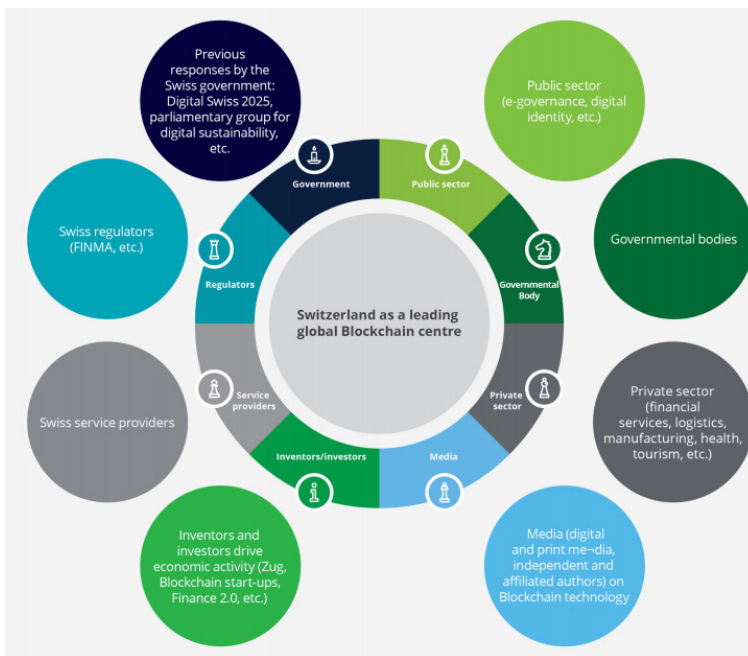 Previous
responses by the
Swiss government:
Digital Swiss 2025,
parliamentary group for
digital sustainability,
etc.
Public sector
(e-governance, digital
identity, etc.)
Government
Public sector
Swiss regulators
(FINMA, etc.)
Regulators
Governmental
Body
Governmental bodies
Switzerland as a leading
global Blockchain centre
Swiss service providers
Service
providers
Private
sector
Private sector
(financial
services, logistics,
manufacturing, health,
tourism, etc.)
Inventors/investors
Media
Inventors and
investors drive
economic activity (Zug,
Blockchain start-ups,
Finance 2.0, etc.)
Media (digital
and print me¬dia,
independent and
affiliated authors) on
Blockchain technology